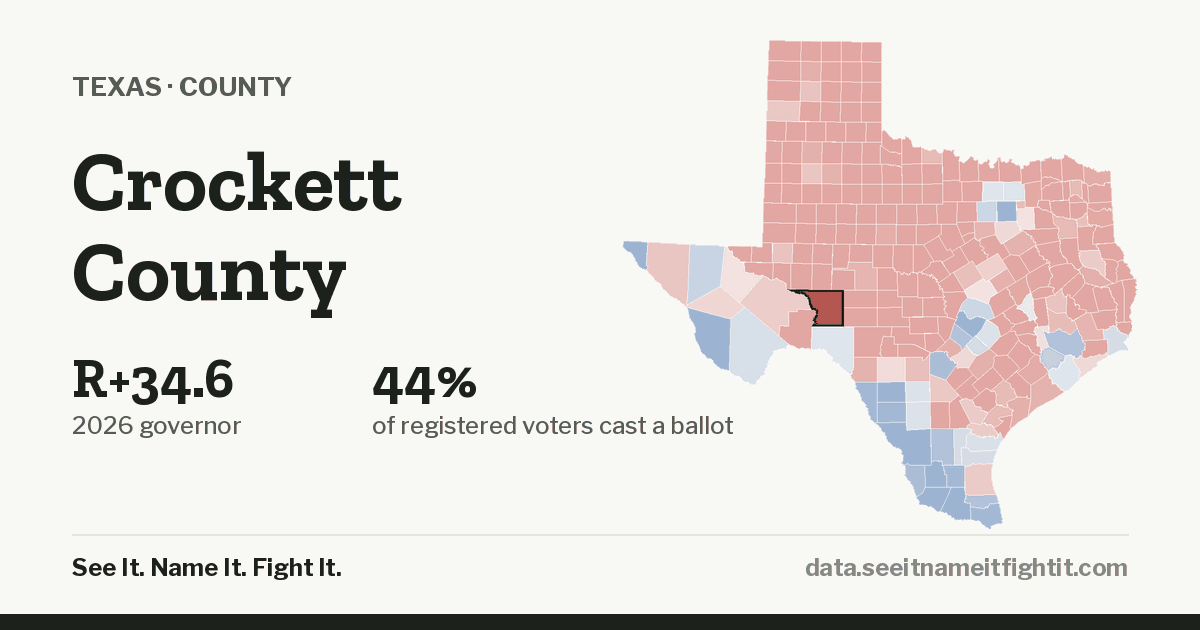 TEXAS · COUNTY
Crockett
County
R+34.6
2026 governor
44%
of registered voters cast a ballot
See It. Name It. Fight It.
data.seeitnameitfightit.com